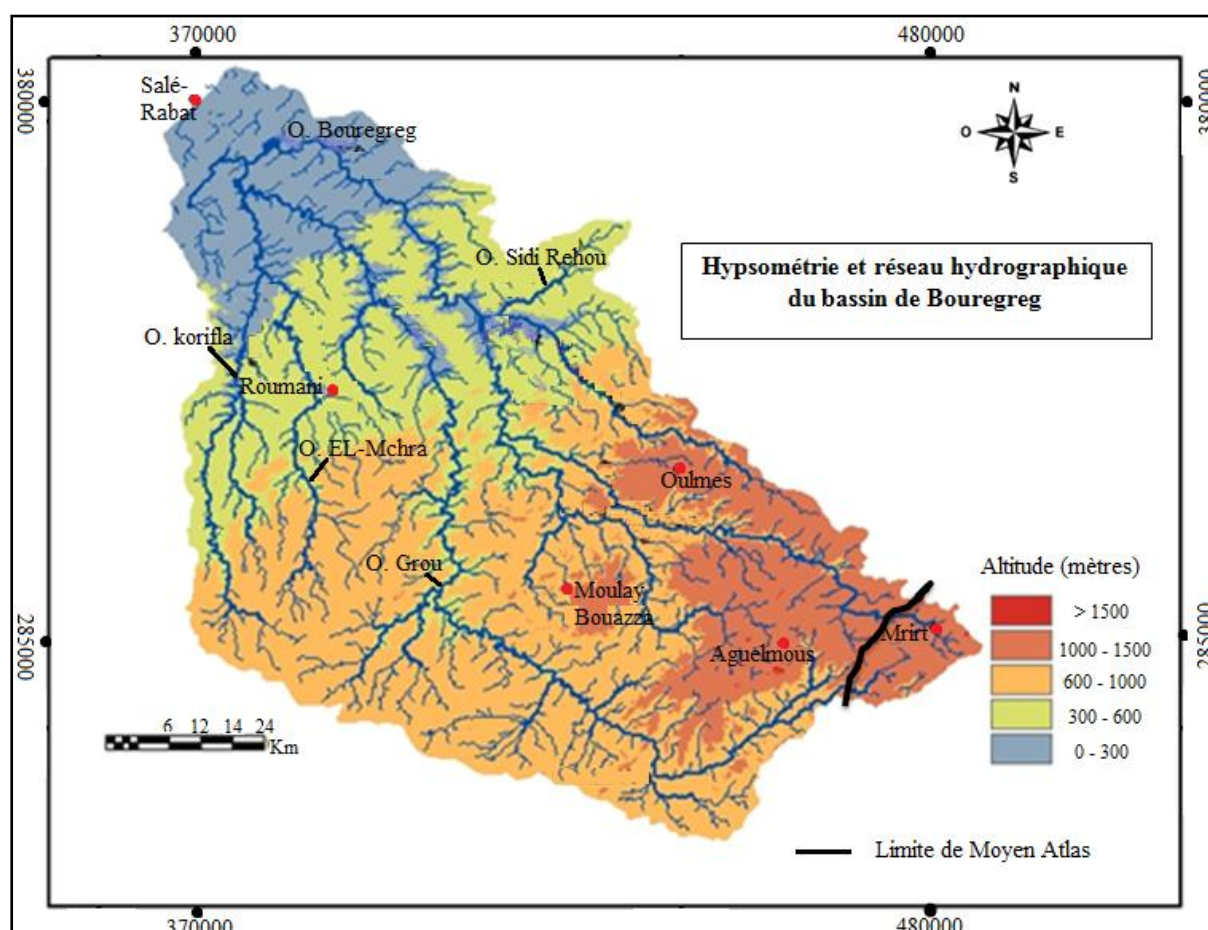 370000
480000
380000
380000
Salé-
Rabat
O. Bouregreg
N
O
E
S
O. Sidi Rehou
Hypsométrie et réseau hydrographique
du bassin de Bouregreg
O. korifla
Roumani
O. EL-Mchra
Oulmes
O. Grou
Moulay
Bouazza
Altitude (mètres)
> 1500
Mrirt
1000 - 1500
Aguelmous
285000
285000
600 - 1000
300 - 600
0 - 300
6 12 14 24
Km
Limite de Moyen Atlas
370000
480000